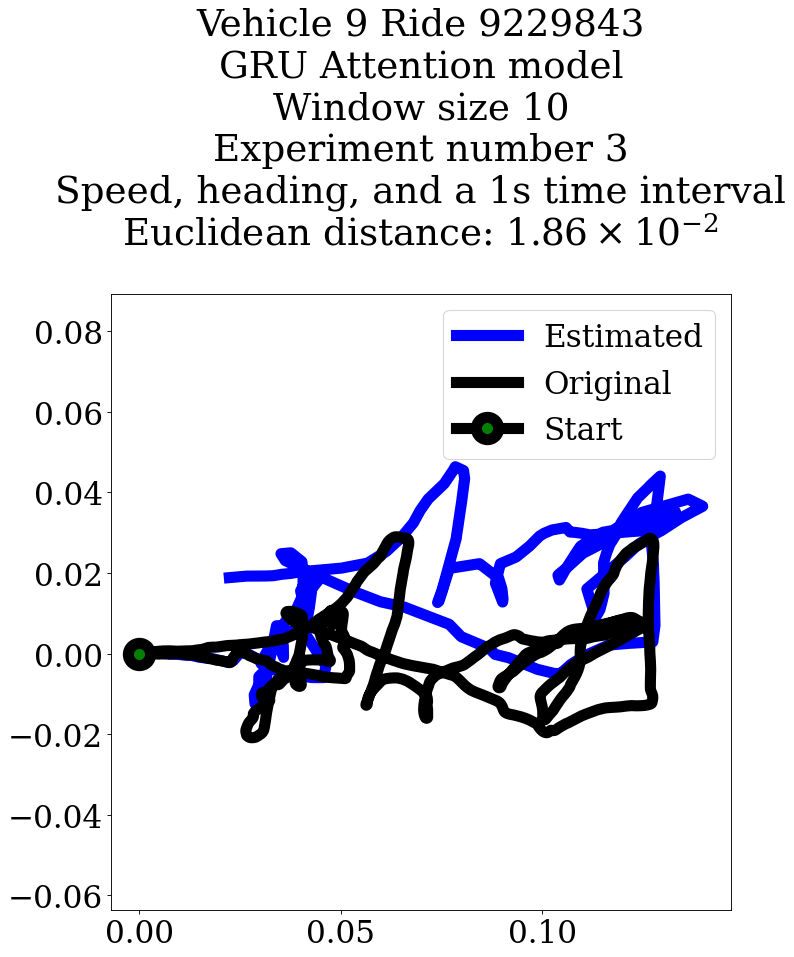 Vehicle 9 Ride 9229843
GRU Attention model
Window size 10
Experiment number 3
Speed, heading, and a 1s time interval
Euclidean distance: 1.86 × 10⁻²
Estimated
Original
Start
0.08
0.06
0.04
0.02
0.00
−0.02
−0.04
−0.06
0.00 0.05 0.10